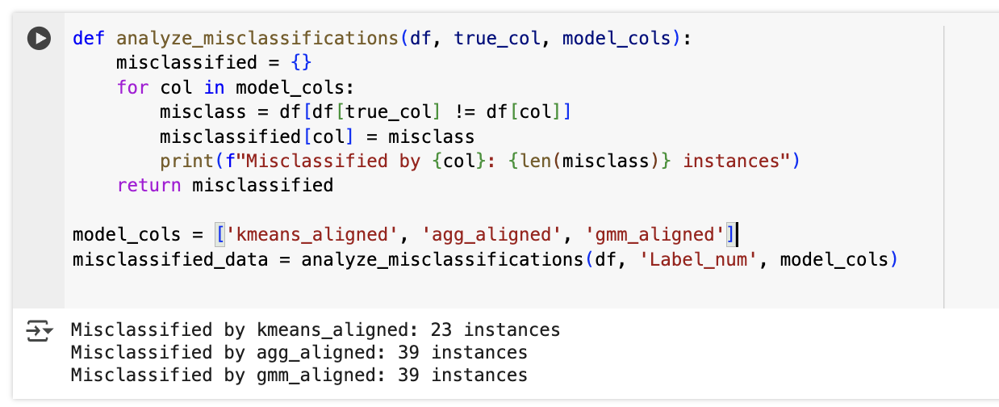 def analyze_misclassifications(df, true_col, model_cols):
    misclassified = {}
    for col in model_cols:
        misclass = df[df[true_col] != df[col]]
        misclassified[col] = misclass
        print(f"Misclassified by {col}: {len(misclass)} instances")
    return misclassified

model_cols = ['kmeans_aligned', 'agg_aligned', 'gmm_aligned']
misclassified_data = analyze_misclassifications(df, 'Label_num', model_cols)
Misclassified by kmeans_aligned: 23 instances
Misclassified by agg_aligned: 39 instances
Misclassified by gmm_aligned: 39 instances